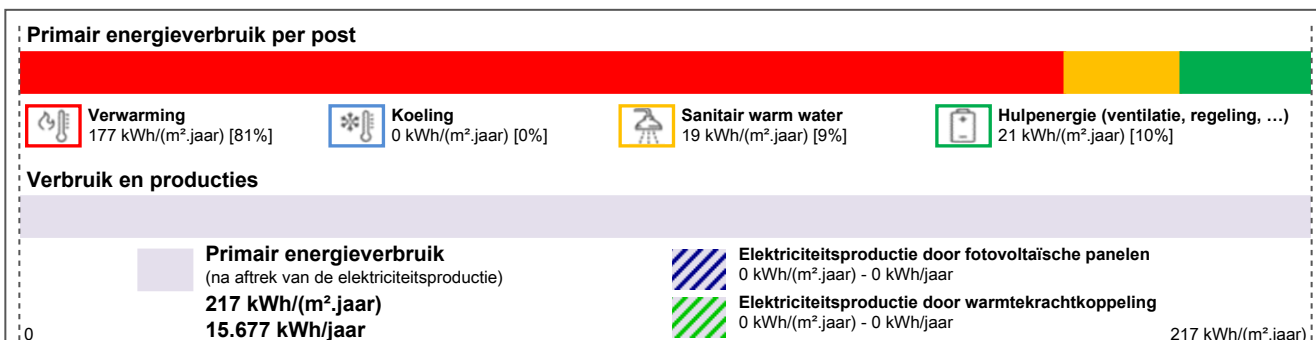 Primair energieverbruik per post
Verwarming
177 kWh/(m².jaar) [81%]
Koeling
0 kWh/(m².jaar) [0%]
Sanitair warm water
19 kWh/(m².jaar) [9%]
Hulpenergie (ventilatie, regeling, …)
21 kWh/(m².jaar) [10%]
Verbruik en producties
Primair energieverbruik
(na aftrek van de elektriciteitsproductie)
217 kWh/(m².jaar)
15.677 kWh/jaar
Elektriciteitsproductie door fotovoltaïsche panelen
0 kWh/(m².jaar) - 0 kWh/jaar
Elektriciteitsproductie door warmtekrachtkoppeling
0 kWh/(m².jaar) - 0 kWh/jaar
0
217 kWh/(m².jaar)